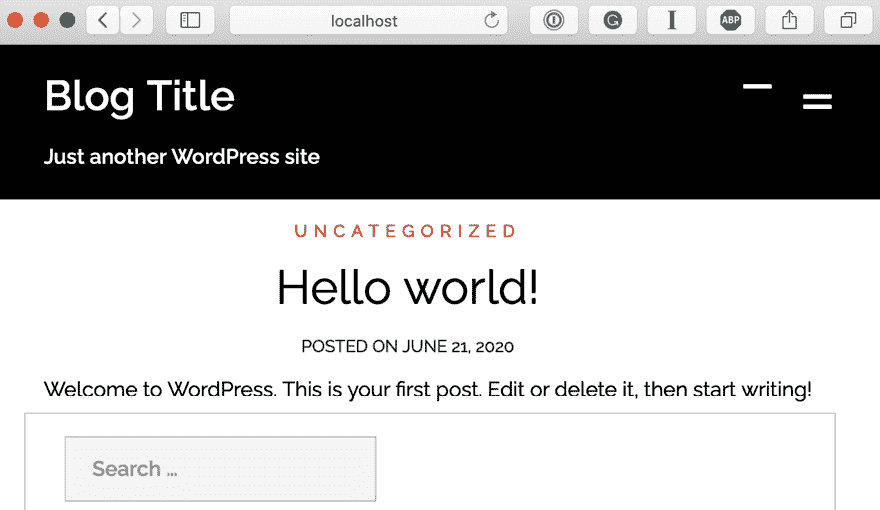 localhost
ABP
Blog Title
Just another WordPress site
UNCATEGORIZED
Hello world!
POSTED ON JUNE 21, 2020
Welcome to WordPress. This is your first post. Edit or delete it, then start writing!
Search ...